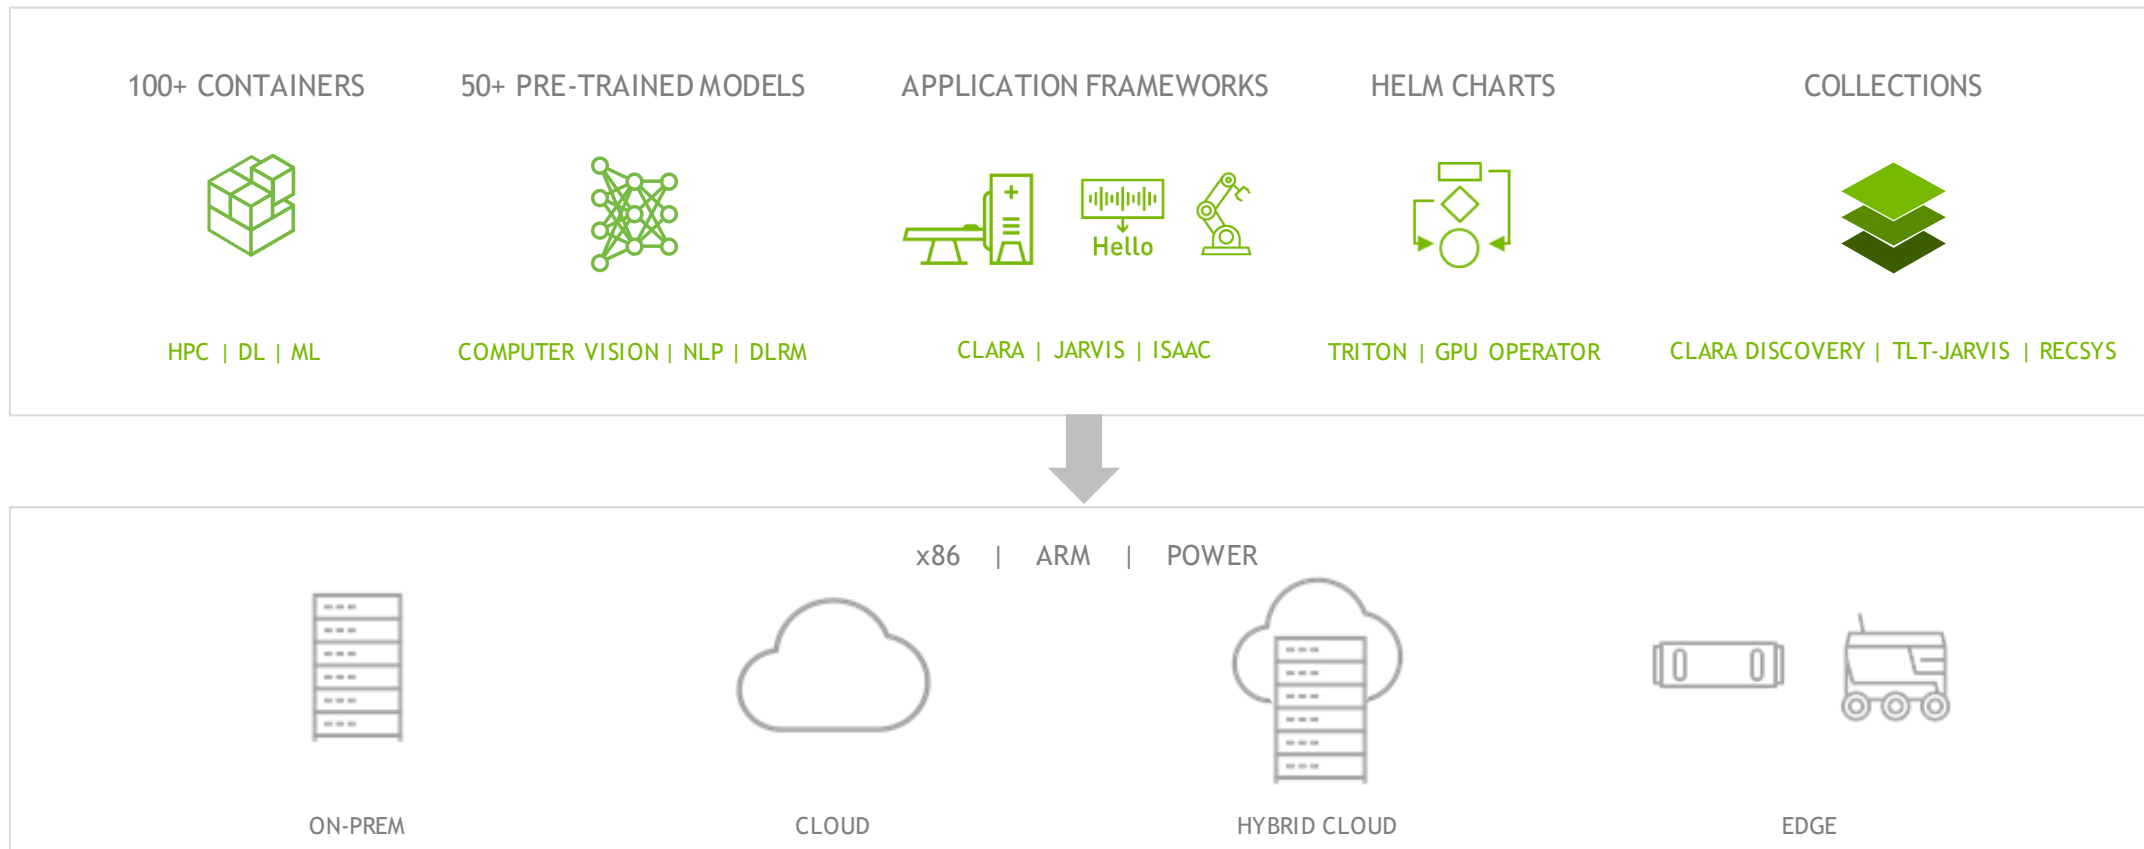 100+ CONTAINERS
50+ PRE-TRAINED MODELS
APPLICATION FRAMEWORKS
HELM CHARTS
COLLECTIONS
Hello
HPC | DL | ML
COMPUTER VISION | NLP | DLRM
CLARA | JARVIS | ISAAC
TRITON | GPU OPERATOR
CLARA DISCOVERY | TLT-JARVIS | RECSYS
x86 | ARM | POWER
ON-PREM
CLOUD
HYBRID CLOUD
EDGE